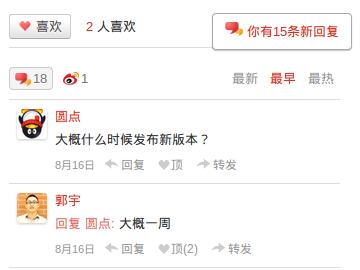 喜欢 2 人喜欢 你有15条新回复
18 1 最新 最早 最热
圆点
大概什么时候发布新版本？
8月16日 回复 顶 转发
郭宇
回复 圆点: 大概一周
8月16日 回复 顶(2) 转发